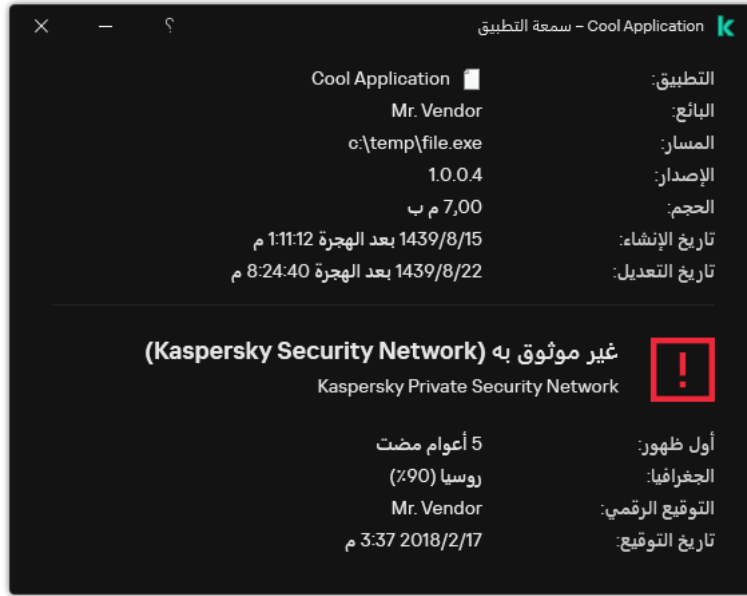 Cool Application – سمعة التطبيق
التطبيق: Cool Application
البائع: Mr. Vendor
المسار: c:\temp\file.exe
الإصدار: 1.0.0.4
الحجم: 7,00 م ب
تاريخ الإنشاء: 1439/8/15 بعد الهجرة 1:11:12 م
تاريخ التعديل: 1439/8/22 بعد الهجرة 8:24:40 م
غير موثوق به (Kaspersky Security Network)
Kaspersky Private Security Network
أول ظهور: 5 أعوام مضت
الجغرافيا: روسيا (90٪)
التوقيع الرقمي: Mr. Vendor
تاريخ التوقيع: 2018/2/17 3:37 م